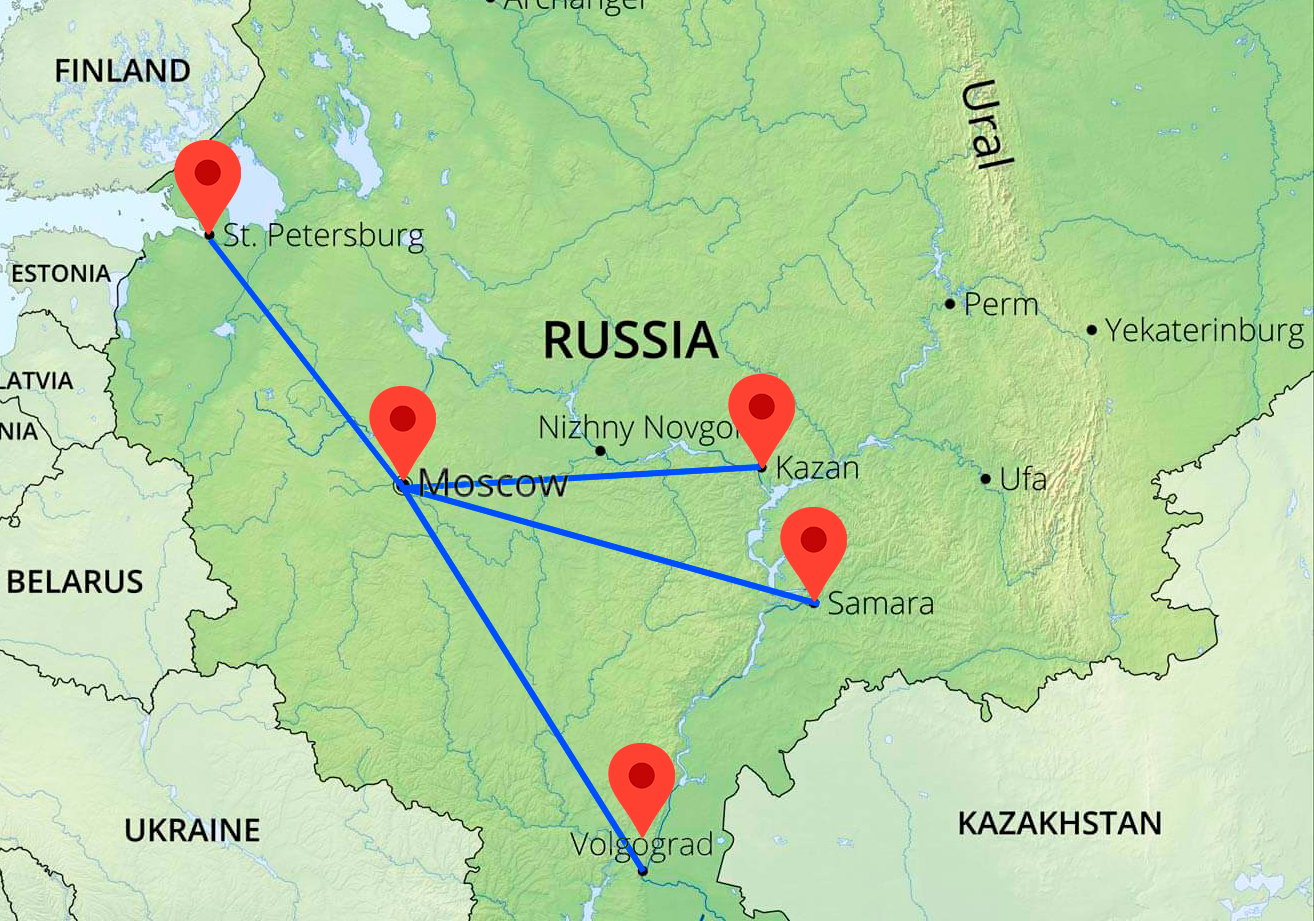 Archangel
FINLAND
Ural
St. Petersburg
ESTONIA
Perm
Yekaterinburg
RUSSIA
LATVIA
Nizhny Novgor
NIA
Kazan
Ufa
Moscow
BELARUS
Samara
UKRAINE
KAZAKHSTAN
Volgograd